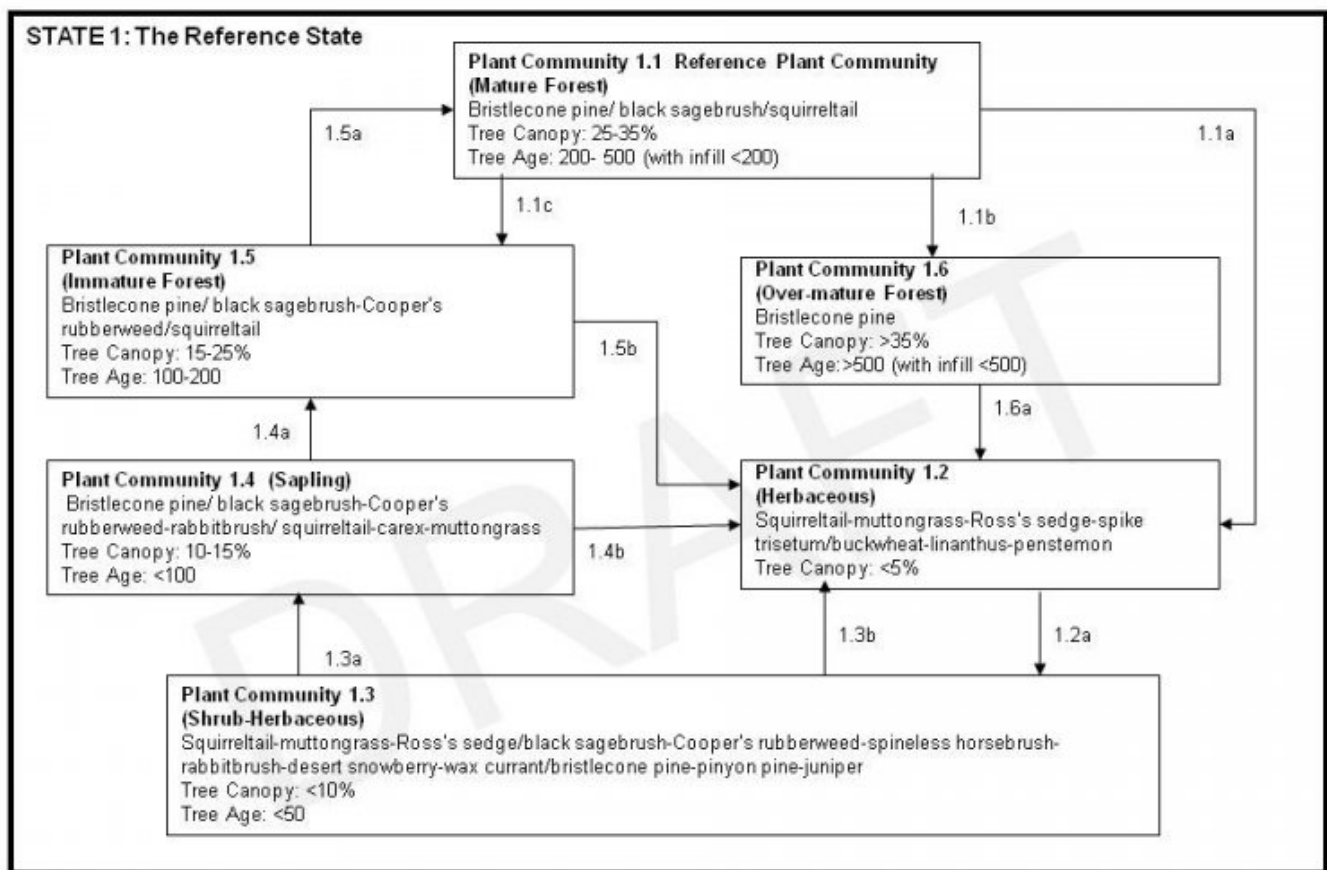 STATE 1: The Reference State
Plant Community 1.1 Reference Plant Community
(Mature Forest)
Bristlecone pine/ black sagebrush/squirreltail
Tree Canopy: 25-35%
Tree Age: 200- 500 (with infill <200)
1.5a
1.1a
1.1c
1.1b
Plant Community 1.5
(Immature Forest)
Bristlecone pine/ black sagebrush-Cooper's
rubberweed/squirreltail
Tree Canopy: 15-25%
Tree Age: 100-200
Plant Community 1.6
(Over-mature Forest)
Bristlecone pine
Tree Canopy: >35%
Tree Age:>500 (with infill <500)
1.5b
1.6a
1.4a
Plant Community 1.4 (Sapling)
Bristlecone pine/ black sagebrush-Cooper's
rubberweed-rabbitbrush/ squirreltail-carex-muttongrass
Tree Canopy: 10-15%
Tree Age: <100
1.4b
Plant Community 1.2
(Herbaceous)
Squirreltail-muttongrass-Ross's sedge-spike
trisetum/buckwheat-linanthus-penstemon
Tree Canopy: <5%
1.3a
1.3b
1.2a
Plant Community 1.3
(Shrub-Herbaceous)
Squirreltail-muttongrass-Ross's sedge/black sagebrush-Cooper's rubberweed-spineless horsebrush-
rabbitbrush-desert snowberry-wax currant/bristlecone pine-pinyon pine-juniper
Tree Canopy: <10%
Tree Age: <50
DRAFT